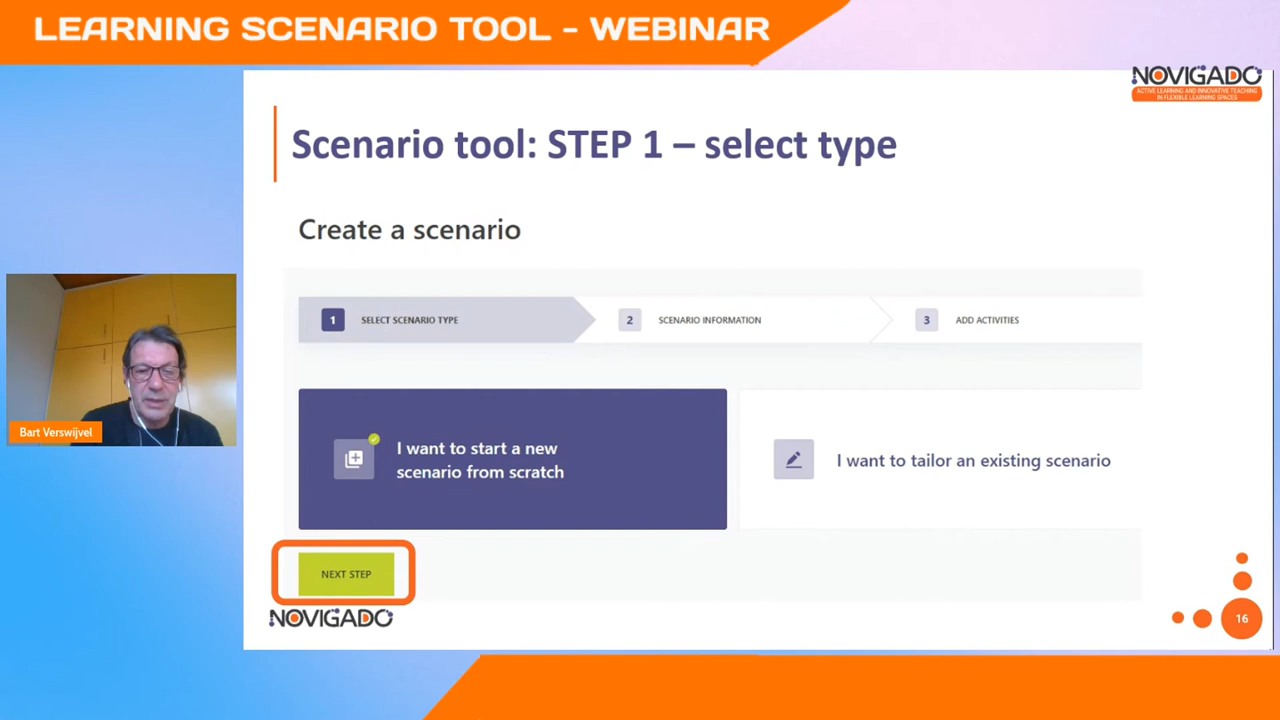 LEARNING SCENARIO TOOL - WEBINAR
NOVIGADO
ACTIVE LEARNING AND INNOVATIVE TEACHING
IN FLEXIBLE LEARNING SPACES
Scenario tool: STEP 1 – select type
Create a scenario
1 SELECT SCENARIO TYPE
2 SCENARIO INFORMATION
3 ADD ACTIVITIES
I want to start a new
scenario from scratch
I want to tailor an existing scenario
Bart Verswijvel
NEXT STEP
NOVIGADO
16